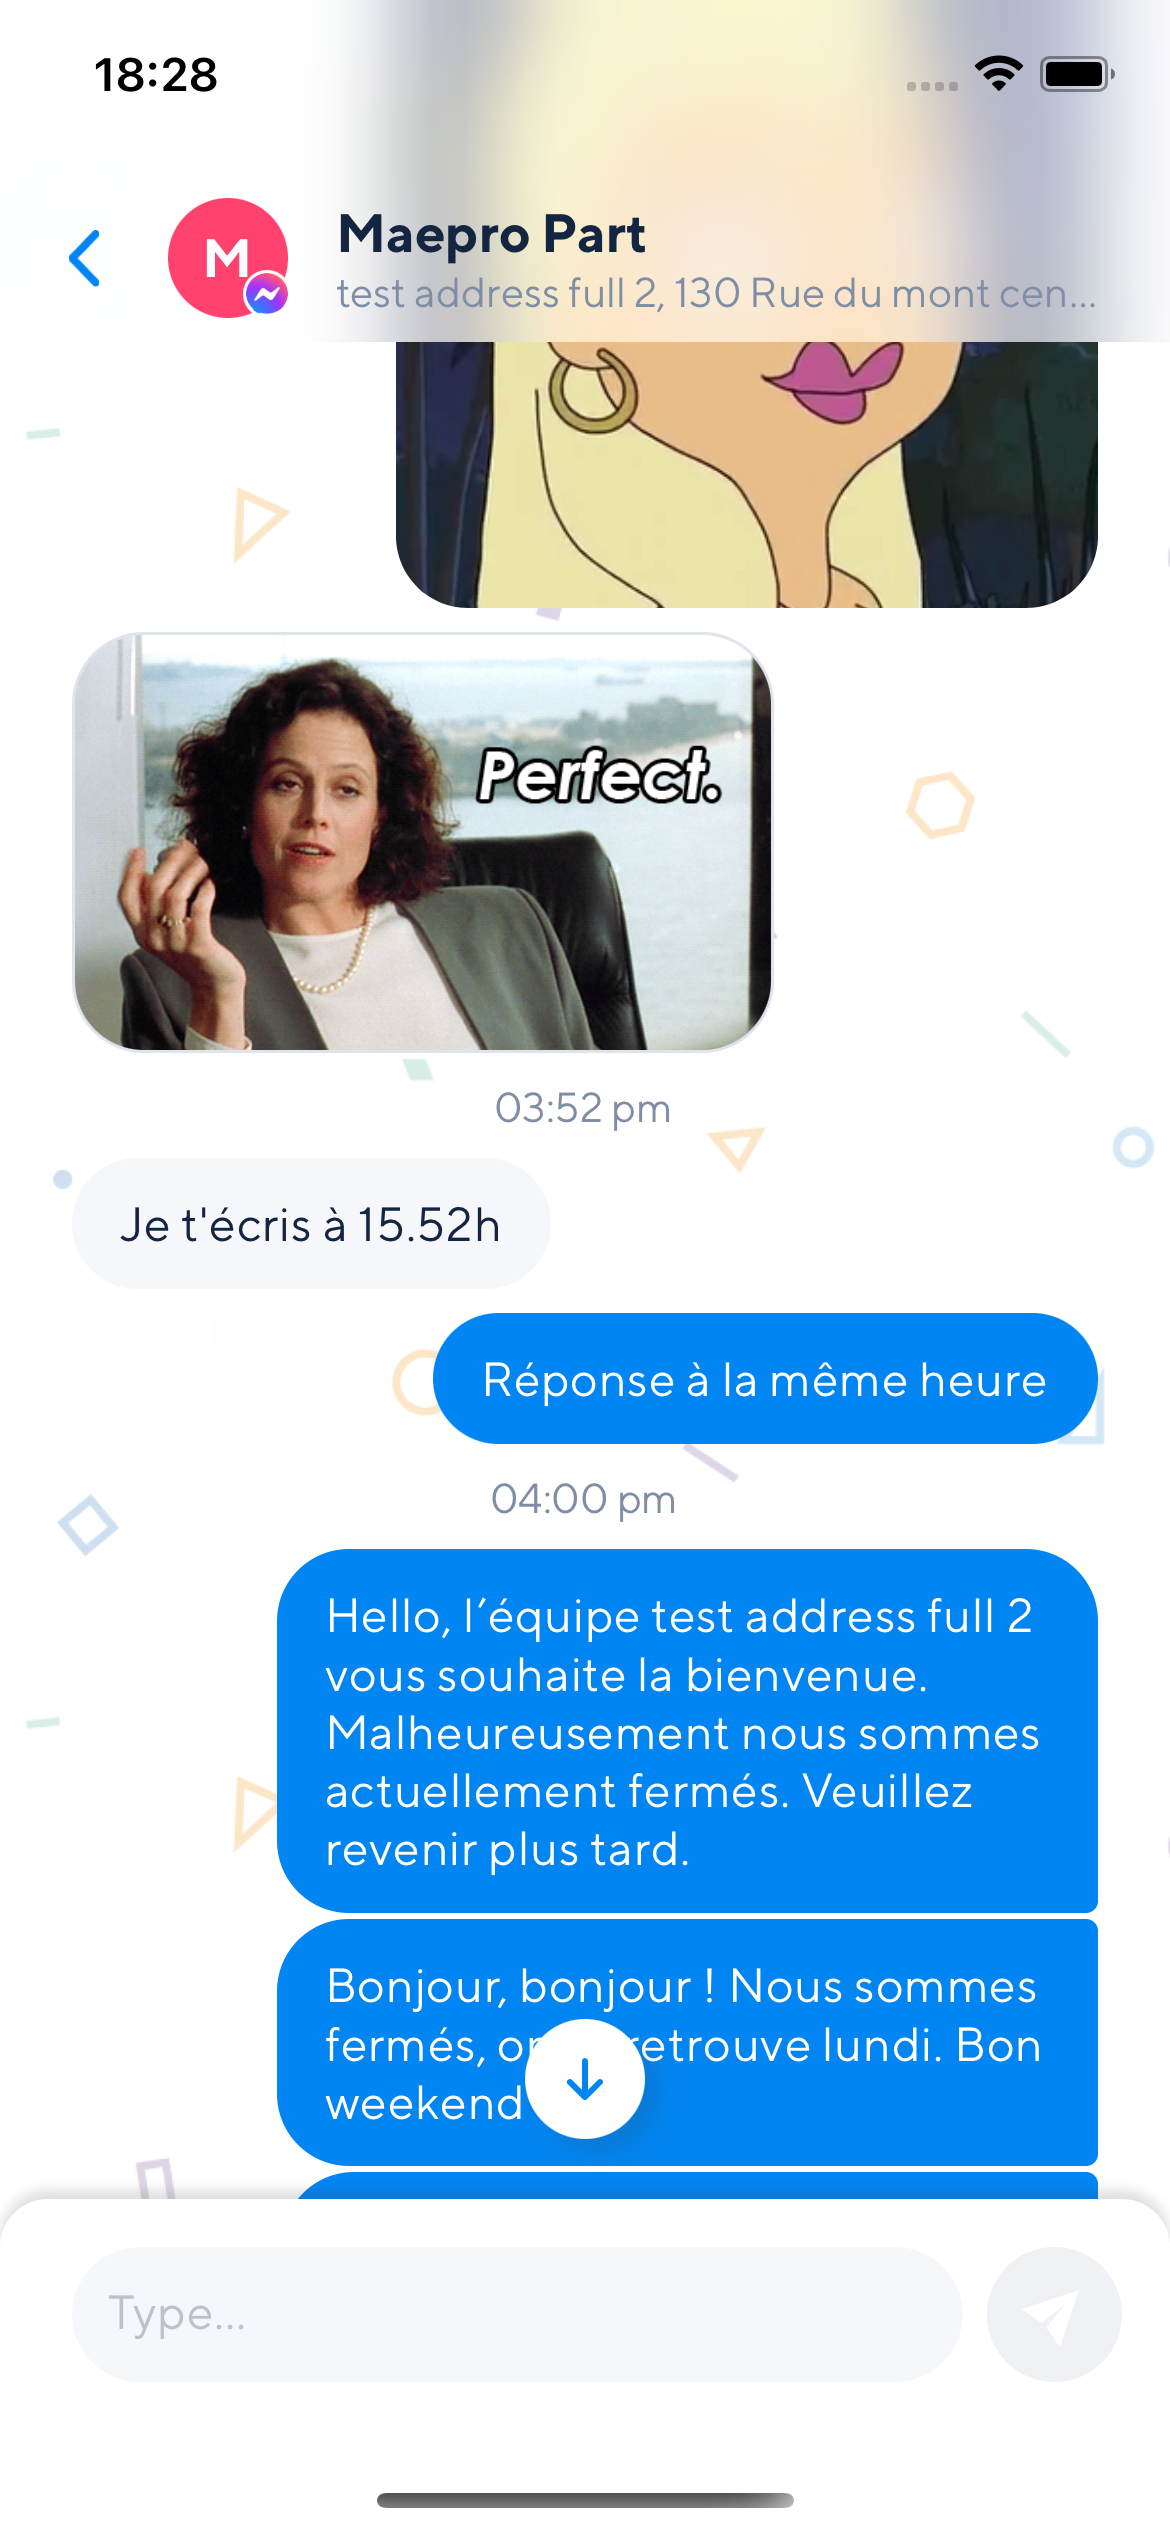 18:28
M
Maepro Part
test address full 2, 130 Rue du mont cen...
Perfect.
03:52 pm
Je t'écris à 15.52h
Réponse à la même heure
04:00 pm
Hello, l’équipe test address full 2
vous souhaite la bienvenue.
Malheureusement nous sommes
actuellement fermés. Veuillez
revenir plus tard.
Bonjour, bonjour ! Nous sommes
fermés, retrouve lundi. Bon
weekend
Type...